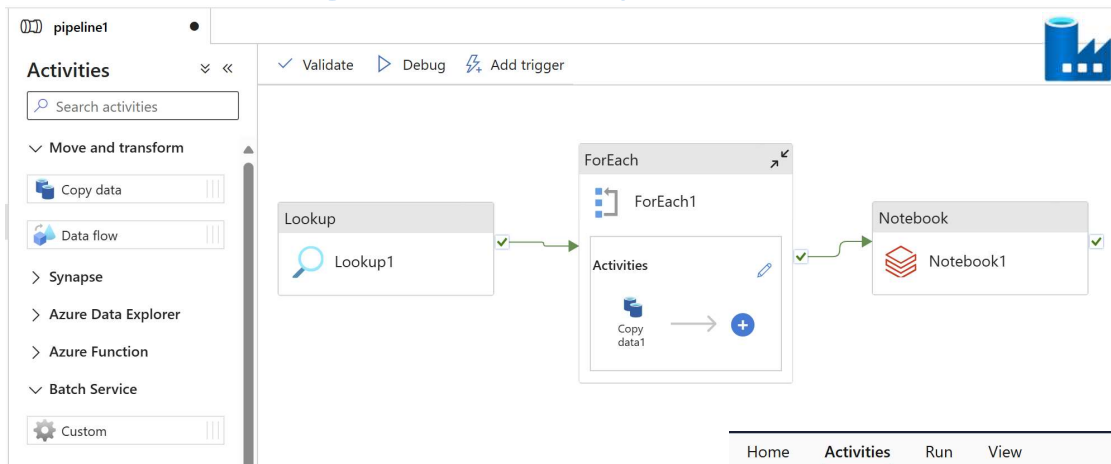 pipeline1
Activities
Validate
Debug
Add trigger
Search activities
Move and transform
Copy data
Data flow
Synapse
Azure Data Explorer
Azure Function
Batch Service
Custom
Lookup
Lookup1
ForEach
ForEach1
Activities
Copy
data1
Notebook
Notebook1
Home Activities Run View